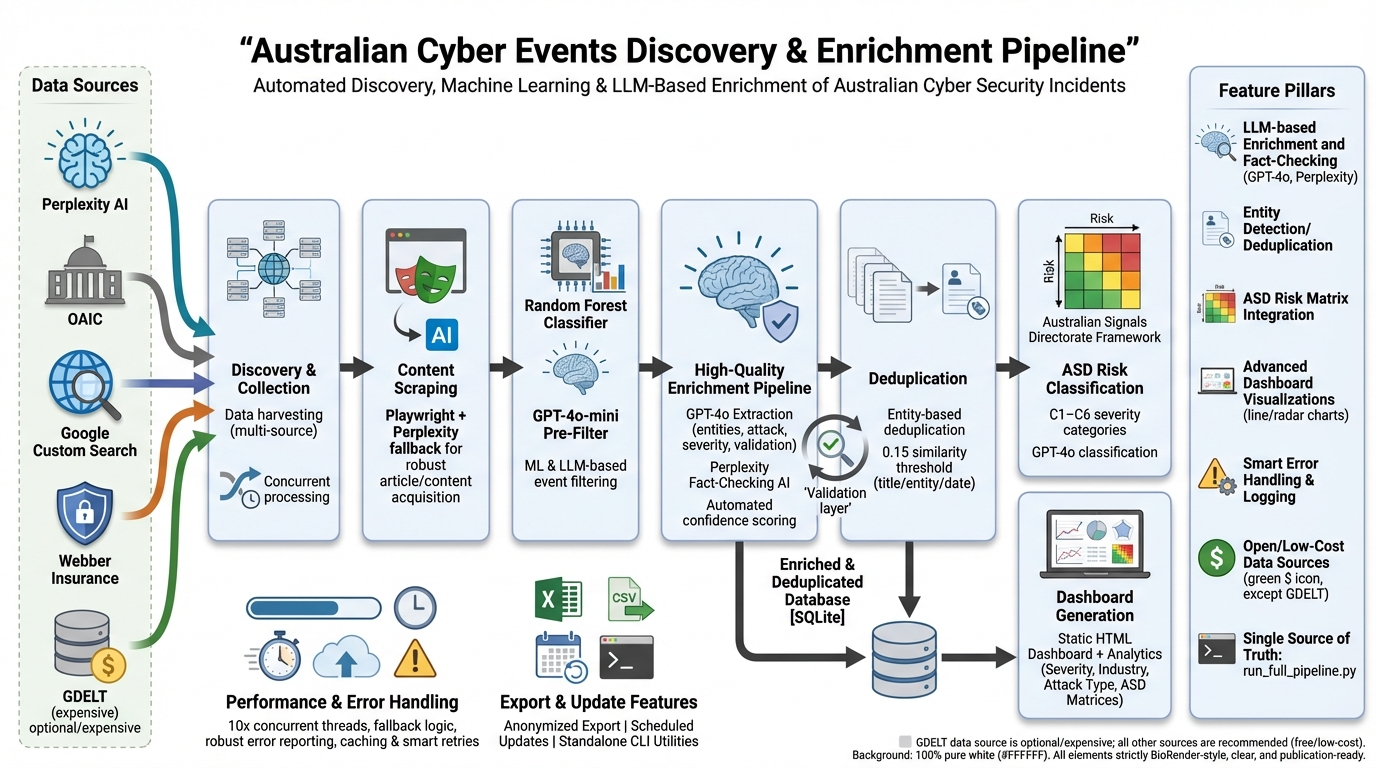 “Australian Cyber Events Discovery & Enrichment Pipeline”
Automated Discovery, Machine Learning & LLM-Based Enrichment of Australian Cyber Security Incidents
Data Sources
Perplexity AI
OAIC
Google
Custom Search
Webber
Insurance
$
GDELT
(expensive)
optional/expensive
Discovery &
Collection
Data harvesting
(multi-source)
Concurrent
processing
AI
Content
Scraping
Playwright +
Perplexity
fallback for
robust
article/content
acquisition
Random Forest
Classifier
GPT-4o-mini
Pre-Filter
ML & LLM-based
event filtering
High-Quality
Enrichment Pipeline
GPT-4o Extraction
(entities, attack,
severity, validation)
Perplexity
Fact-Checking AI
Automated
confidence scoring
‘Validation
layer’
Deduplication
Entity-based
deduplication
0.15 similarity
threshold
(title/entity/date)
Risk
Risk
Australian Signals
Directorate Framework
ASD Risk
Classification
C1–C6 severity
categories
GPT-4o classification
Enriched &
Deduplicated
Database
[SQLite]
Dashboard
Generation
Static HTML
Dashboard + Analytics
(Severity, Industry,
Attack Type, ASD
Matrices)
Performance & Error Handling
10x concurrent threads, fallback logic,
robust error reporting, caching & smart retries
X
CSV
>_
Export & Update Features
Anonymized Export | Scheduled
Updates | Standalone CLI Utilities
Feature Pillars
LLM-based
Enrichment and
Fact-Checking
(GPT-4o, Perplexity)
Entity
Detection/
Deduplication
ASD Risk Matrix
Integration
Advanced
Dashboard
Visualizations
(line/radar charts)
Smart Error
Handling &
Logging
$
Open/Low-Cost
Data Sources
(green $ icon,
except GDELT)
>_
Single Source of
Truth:
run_full_pipeline.py
GDELT data source is optional/expensive; all other sources are recommended (free/low-cost).
Background: 100% pure white (#FFFFFF). All elements strictly BioRender-style, clear, and publication-ready.